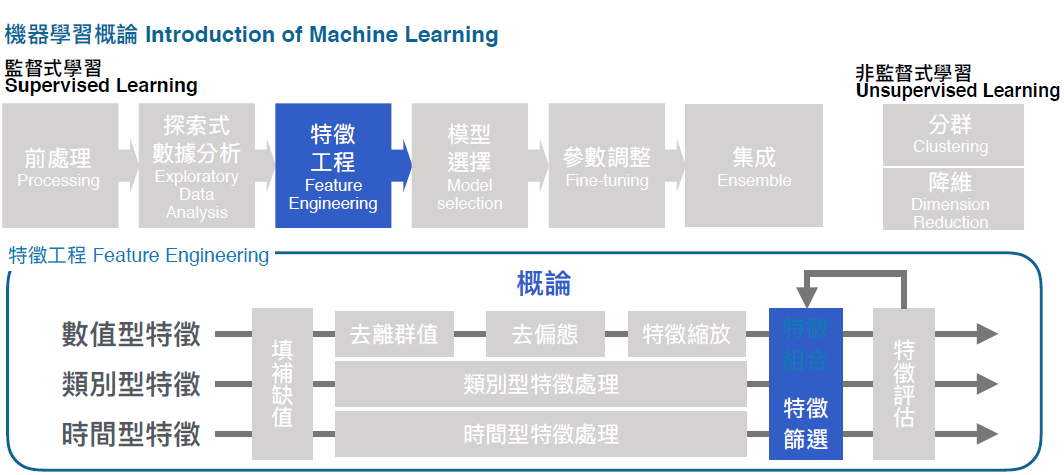 機器學習概論 Introduction of Machine Learning
監督式學習
Supervised Learning
非監督式學習
Unsupervised Learning
前處理
Processing
探索式
數據分析
Exploratory
Data
Analysis
特徵
工程
Feature
Engineering
模型
選擇
Model
selection
參數調整
Fine-tuning
集成
Ensemble
分群
Clustering
降維
Dimension
Reduction
特徵工程 Feature Engineering
概論
數值型特徵
類別型特徵
時間型特徵
填補缺值
去離群值
去偏態
特徵縮放
類別型特徵處理
時間型特徵處理
特徵
組合
特徵
篩選
特徵評估